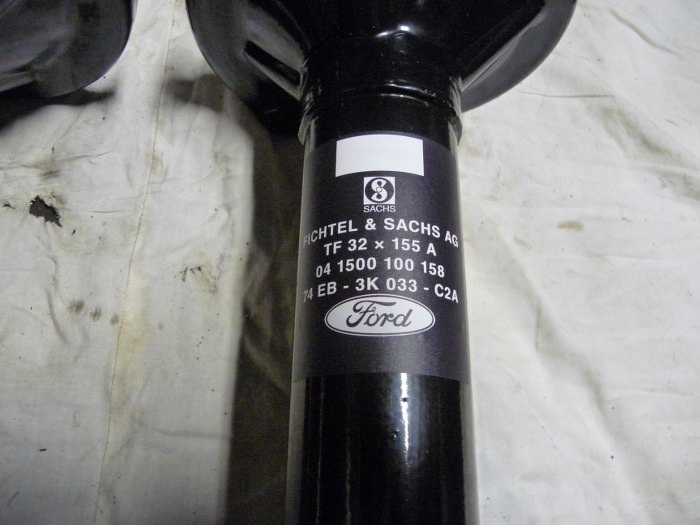 SACHS
FICHTEL & SACHS AG
TF 32 × 155 A
04 1500 100 158
74 EB - 3K 033 - C2A
Ford